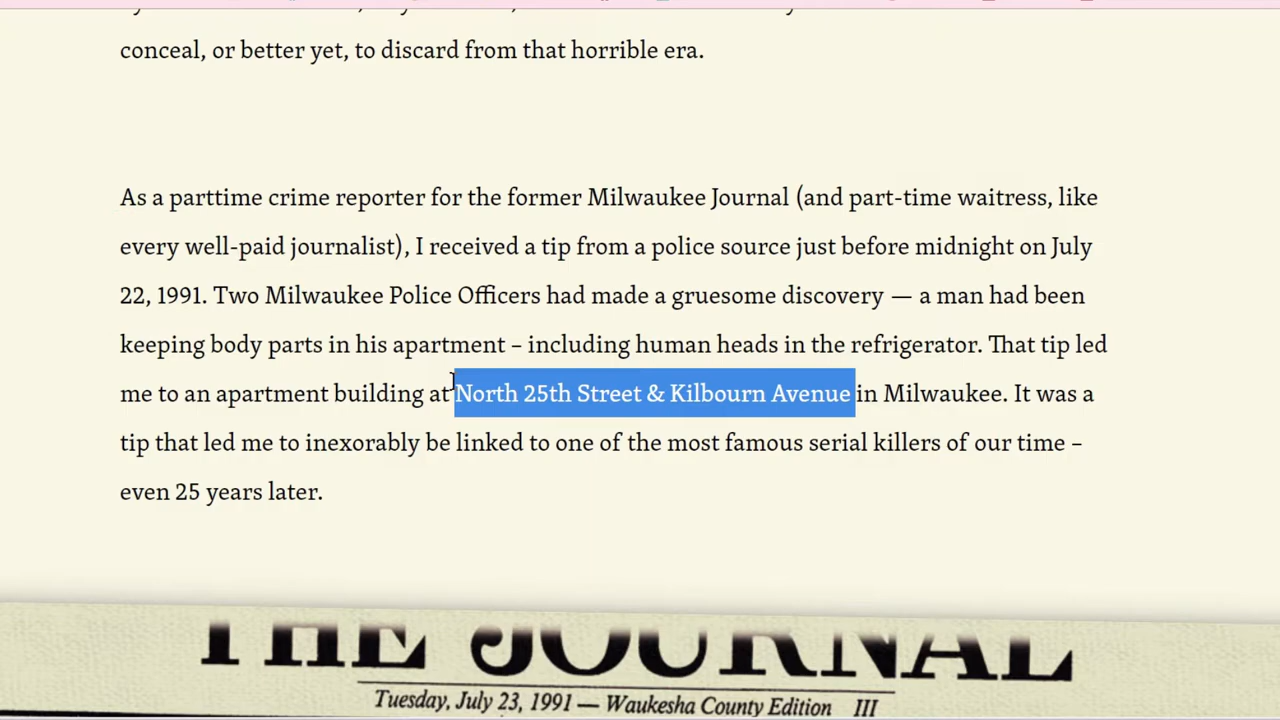 conceal, or better yet, to discard from that horrible era.
As a parttime crime reporter for the former Milwaukee Journal (and part-time waitress, like
every well-paid journalist), I received a tip from a police source just before midnight on July
22, 1991. Two Milwaukee Police Officers had made a gruesome discovery — a man had been
keeping body parts in his apartment – including human heads in the refrigerator. That tip led
me to an apartment building at North 25th Street & Kilbourn Avenue in Milwaukee. It was a
tip that led me to inexorably be linked to one of the most famous serial killers of our time –
even 25 years later.
THE JOURNAL
Tuesday, July 23, 1991 — Waukesha County Edition III